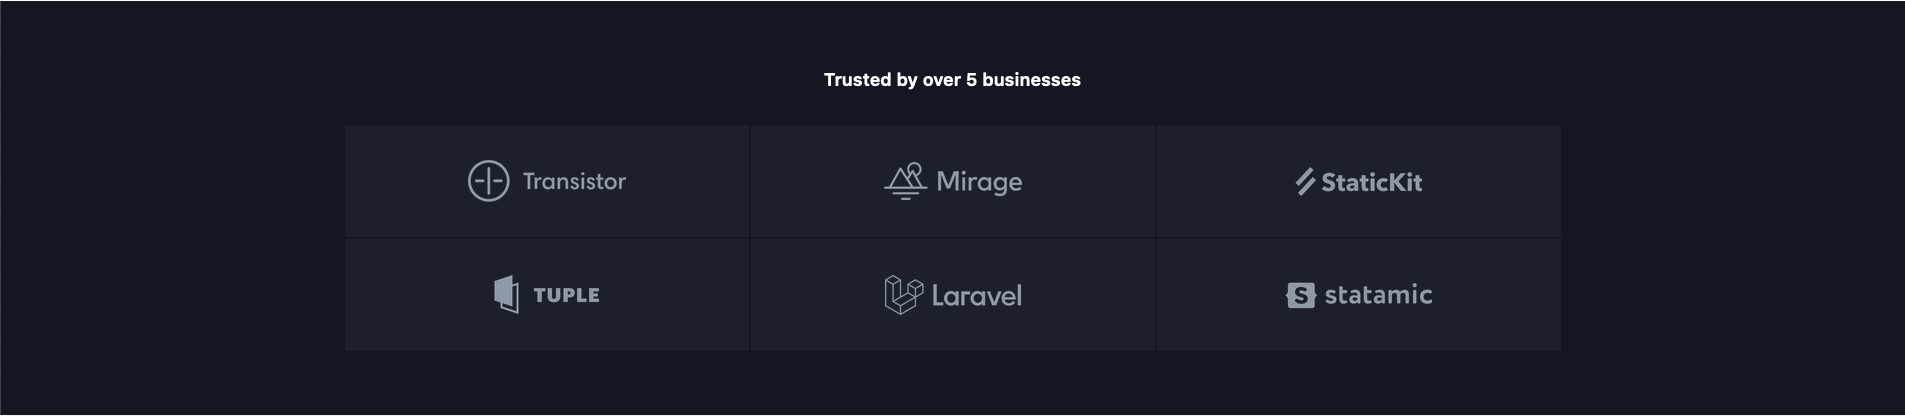 Trusted by over 5 businesses
Transistor
Mirage
StaticKit
TUPLE
Laravel
S statamic